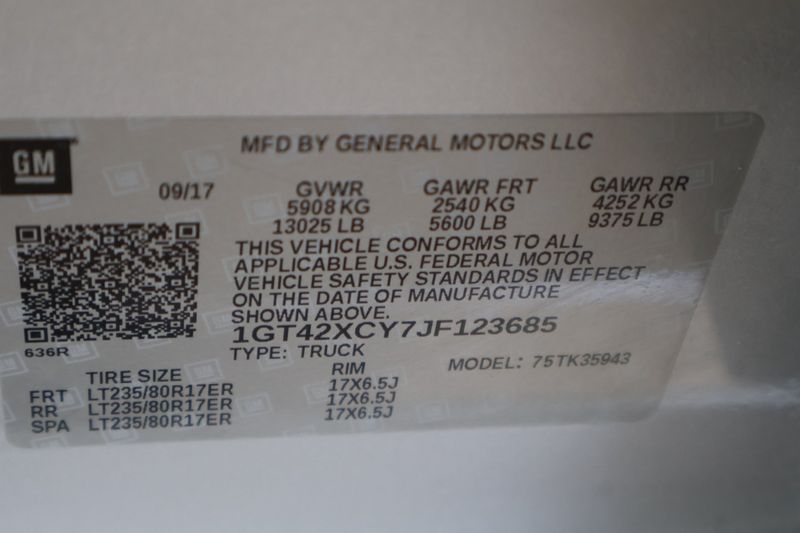 MFD BY GENERAL MOTORS LLC
GM
09/17 GVWR GAWR FRT GAWR RR
5908 KG 2540 KG 4252 KG
13025 LB 5600 LB 9375 LB
THIS VEHICLE CONFORMS TO ALL
APPLICABLE U.S. FEDERAL MOTOR
VEHICLE SAFETY STANDARDS IN EFFECT
ON THE DATE OF MANUFACTURE
SHOWN ABOVE.
1GT42XCY7JF123685
636R
TYPE: TRUCK MODEL: 75TK35943
TIRE SIZE RIM
FRT LT235/80R17ER 17X6.5J
RR LT235/80R17ER 17X6.5J
SPA LT235/80R17ER 17X6.5J